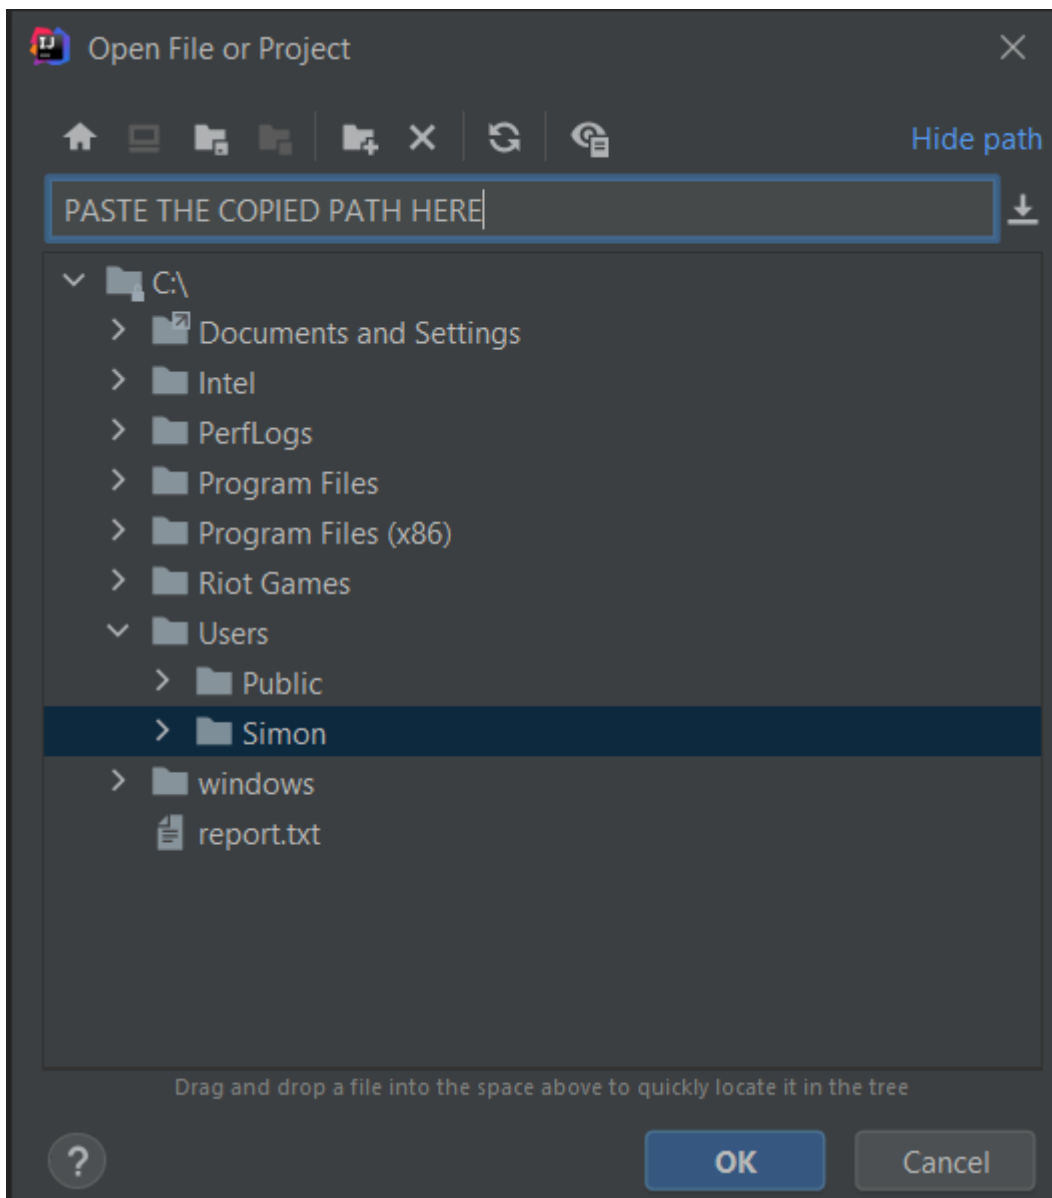 Open File or Project
Hide path
PASTE THE COPIED PATH HERE
C:\
Documents and Settings
Intel
PerfLogs
Program Files
Program Files (x86)
Riot Games
Users
Public
Simon
windows
report.txt
Drag and drop a file into the space above to quickly locate it in the tree
?
OK Cancel